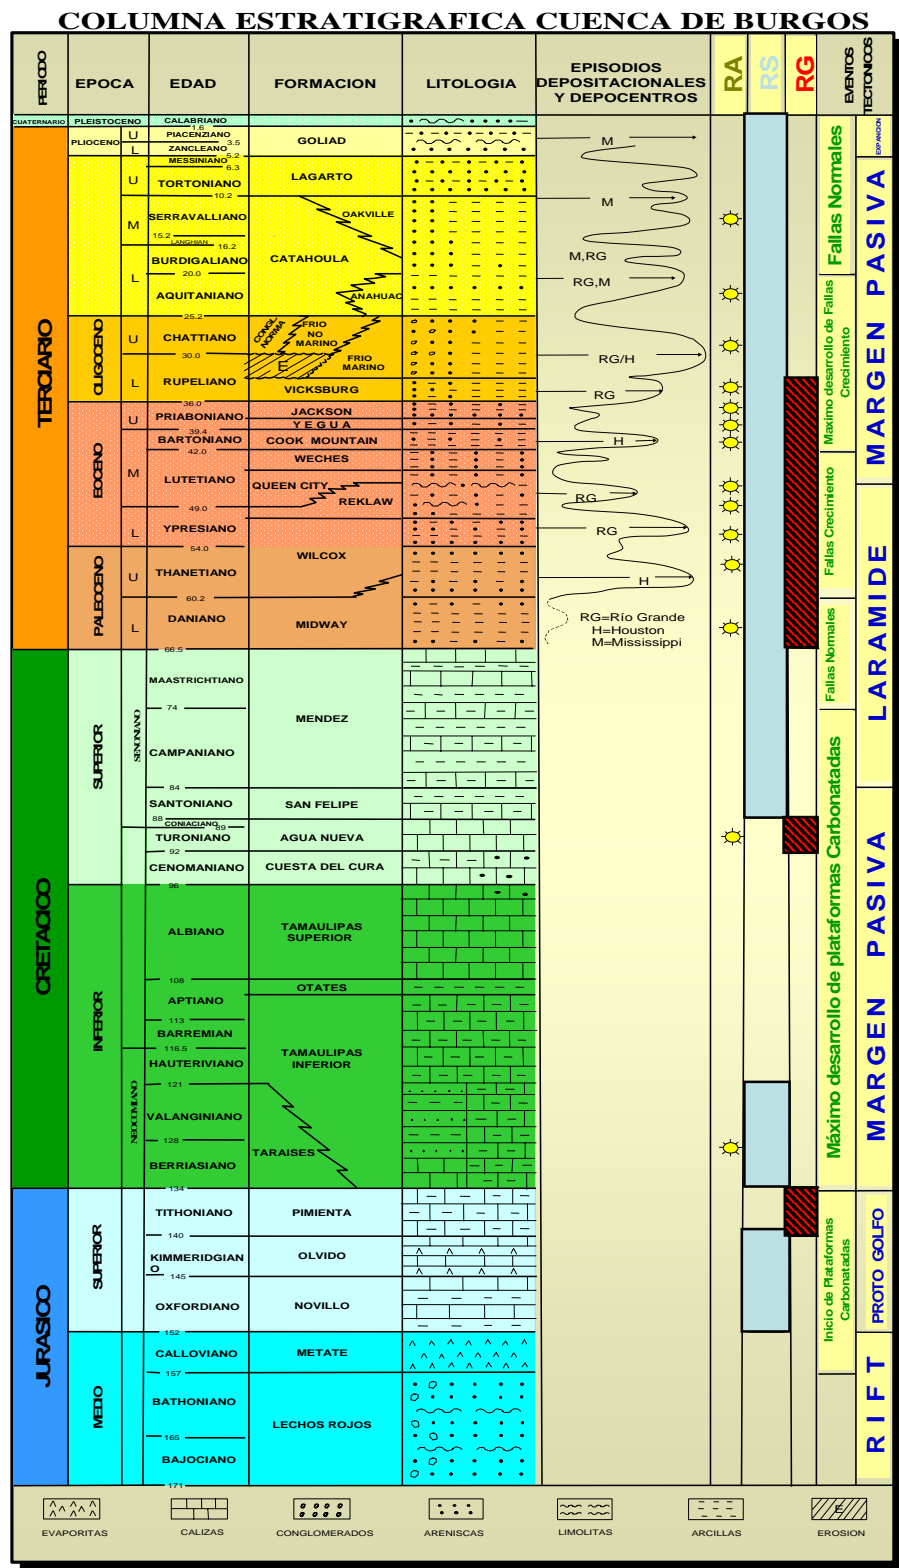 COLUMNA ESTRATIGRAFICA CUENCA DE BURGOS
PERIODO
EPOCA
EDAD
FORMACION
LITOLOGIA
EPISODIOS
DEPOSITACIONALES
Y DEPOCENTROS
RA
RS
RG
EVENTOS
TECTONICOS
CUATERNARIO
PLEISTOCENO
CALABRIANO
1.6
TERCIARIO
PLIOCENO
U
PIACENZIANO
3.5
L
ZANCLEANO
5.2
GOLIAD
M
EXPANCION
MESSINIANO
6.3
U
TORTONIANO
10.2
LAGARTO
M
SERRAVALLIANO
15.2
LANGHIAN
16.2
OAKVILLE
M
L
BURDIGALIANO
20.0
AQUITANIANO
25.2
CATAHOULA
ANAHUAC
M,RG
RG,M
Fallas Normales
MARGEN PASIVA
OLIGOCENO
U
CHATTIANO
30.0
L
RUPELIANO
36.0
CONGL.
NORMA
FRIO
NO
MARINO
E
FRIO
MARINO
VICKSBURG
RG/H
RG
Maximo desarrollo de Fallas
Crecimiento
EOCENO
U
PRIABONIANO
39.4
BARTONIANO
42.0
M
LUTETIANO
49.0
L
YPRESIANO
54.0
JACKSON
YEGUA
COOK MOUNTAIN
WECHES
QUEEN CITY
REKLAW
WILCOX
H
RG
RG
Fallas Crecimiento
PALEOCENO
U
THANETIANO
60.2
L
DANIANO
66.5
MIDWAY
H
RG=Río Grande
H=Houston
M=Mississippi
Fallas Normales
LARAMIDE
CRETACICO
SUPERIOR
SENONIANO
MAASTRICHTIANO
74
CAMPANIANO
84
SANTONIANO
88
CONIACIANO
89
TURONIANO
92
CENOMANIANO
96
MENDEZ
SAN FELIPE
AGUA NUEVA
CUESTA DEL CURA
INFERIOR
ALBIANO
108
APTIANO
113
BARREMIAN
116.5
NEOCOMIANO
HAUTERIVIANO
121
VALANGINIANO
128
BERRIASIANO
134
TAMAULIPAS
SUPERIOR
OTATES
TAMAULIPAS
INFERIOR
TARAISES
Máximo desarrollo de plataformas Carbonatadas
MARGEN PASIVA
JURASICO
SUPERIOR
TITHONIANO
140
KIMMERIDGIAN
O
145
OXFORDIANO
152
PIMIENTA
OLVIDO
NOVILLO
Inicio de Plataformas
Carbonatadas
PROTO GOLFO
MEDIO
CALLOVIANO
157
BATHONIANO
165
BAJOCIANO
171
METATE
LECHOS ROJOS
RIFT
EVAPORITAS
CALIZAS
CONGLOMERADOS
ARENISCAS
LIMOLITAS
ARCILLAS
E
EROSION